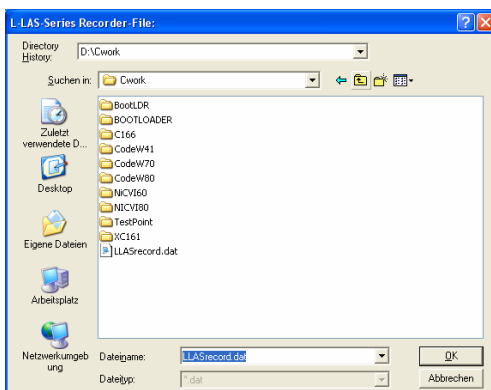 L-LAS-Series Recorder-File:
Directory
History:
D:\Cwork
Suchen in:
Cwork
BootLDR
BOOTLOADER
C166
CodeW41
CodeW70
CodeW80
NiCVI60
NICVI80
TestPoint
XC161
LLASrecord.dat
Zuletzt
verwendete D...
Desktop
Eigene Dateien
Arbeitsplatz
Netzwerkumgeb
ung
Dateiname:
LLASrecord.dat
OK
Dateityp:
*.dat
Abbrechen